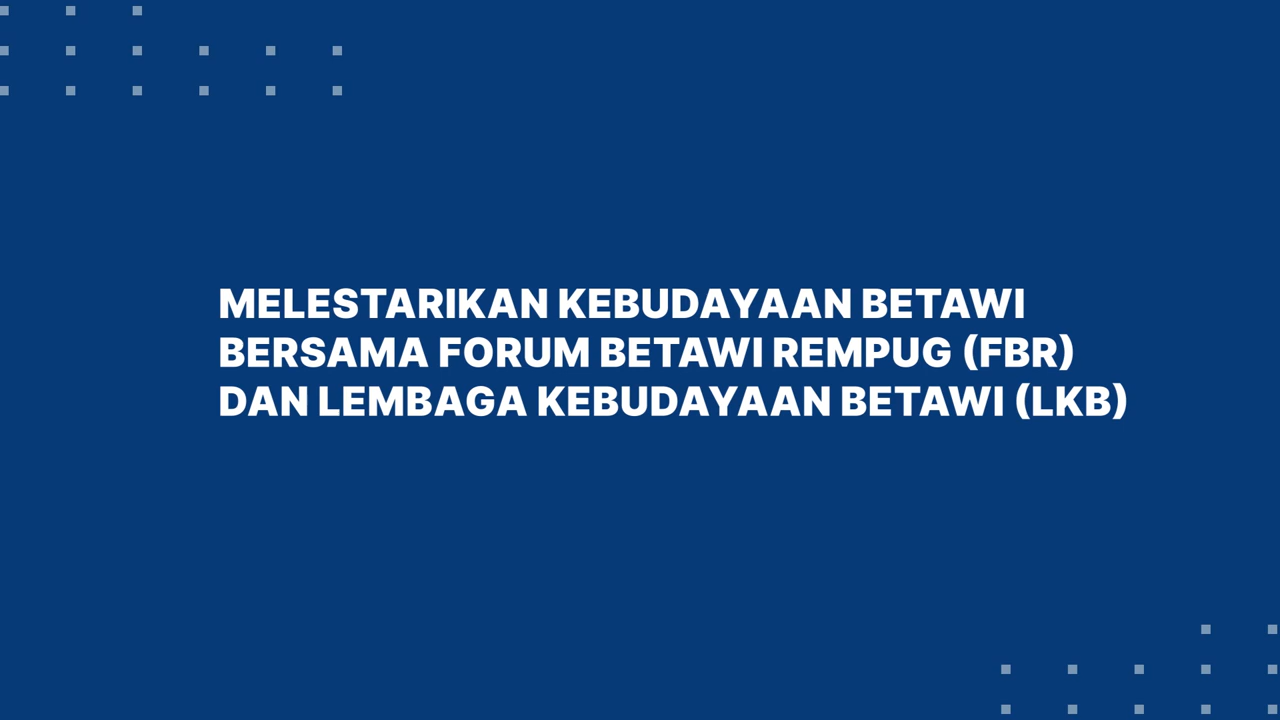 MELESTARIKAN KEBUDAYAAN BETAWI
BERSAMA FORUM BETAWI REMPUG (FBR)
DAN LEMBAGA KEBUDAYAAN BETAWI (LKB)